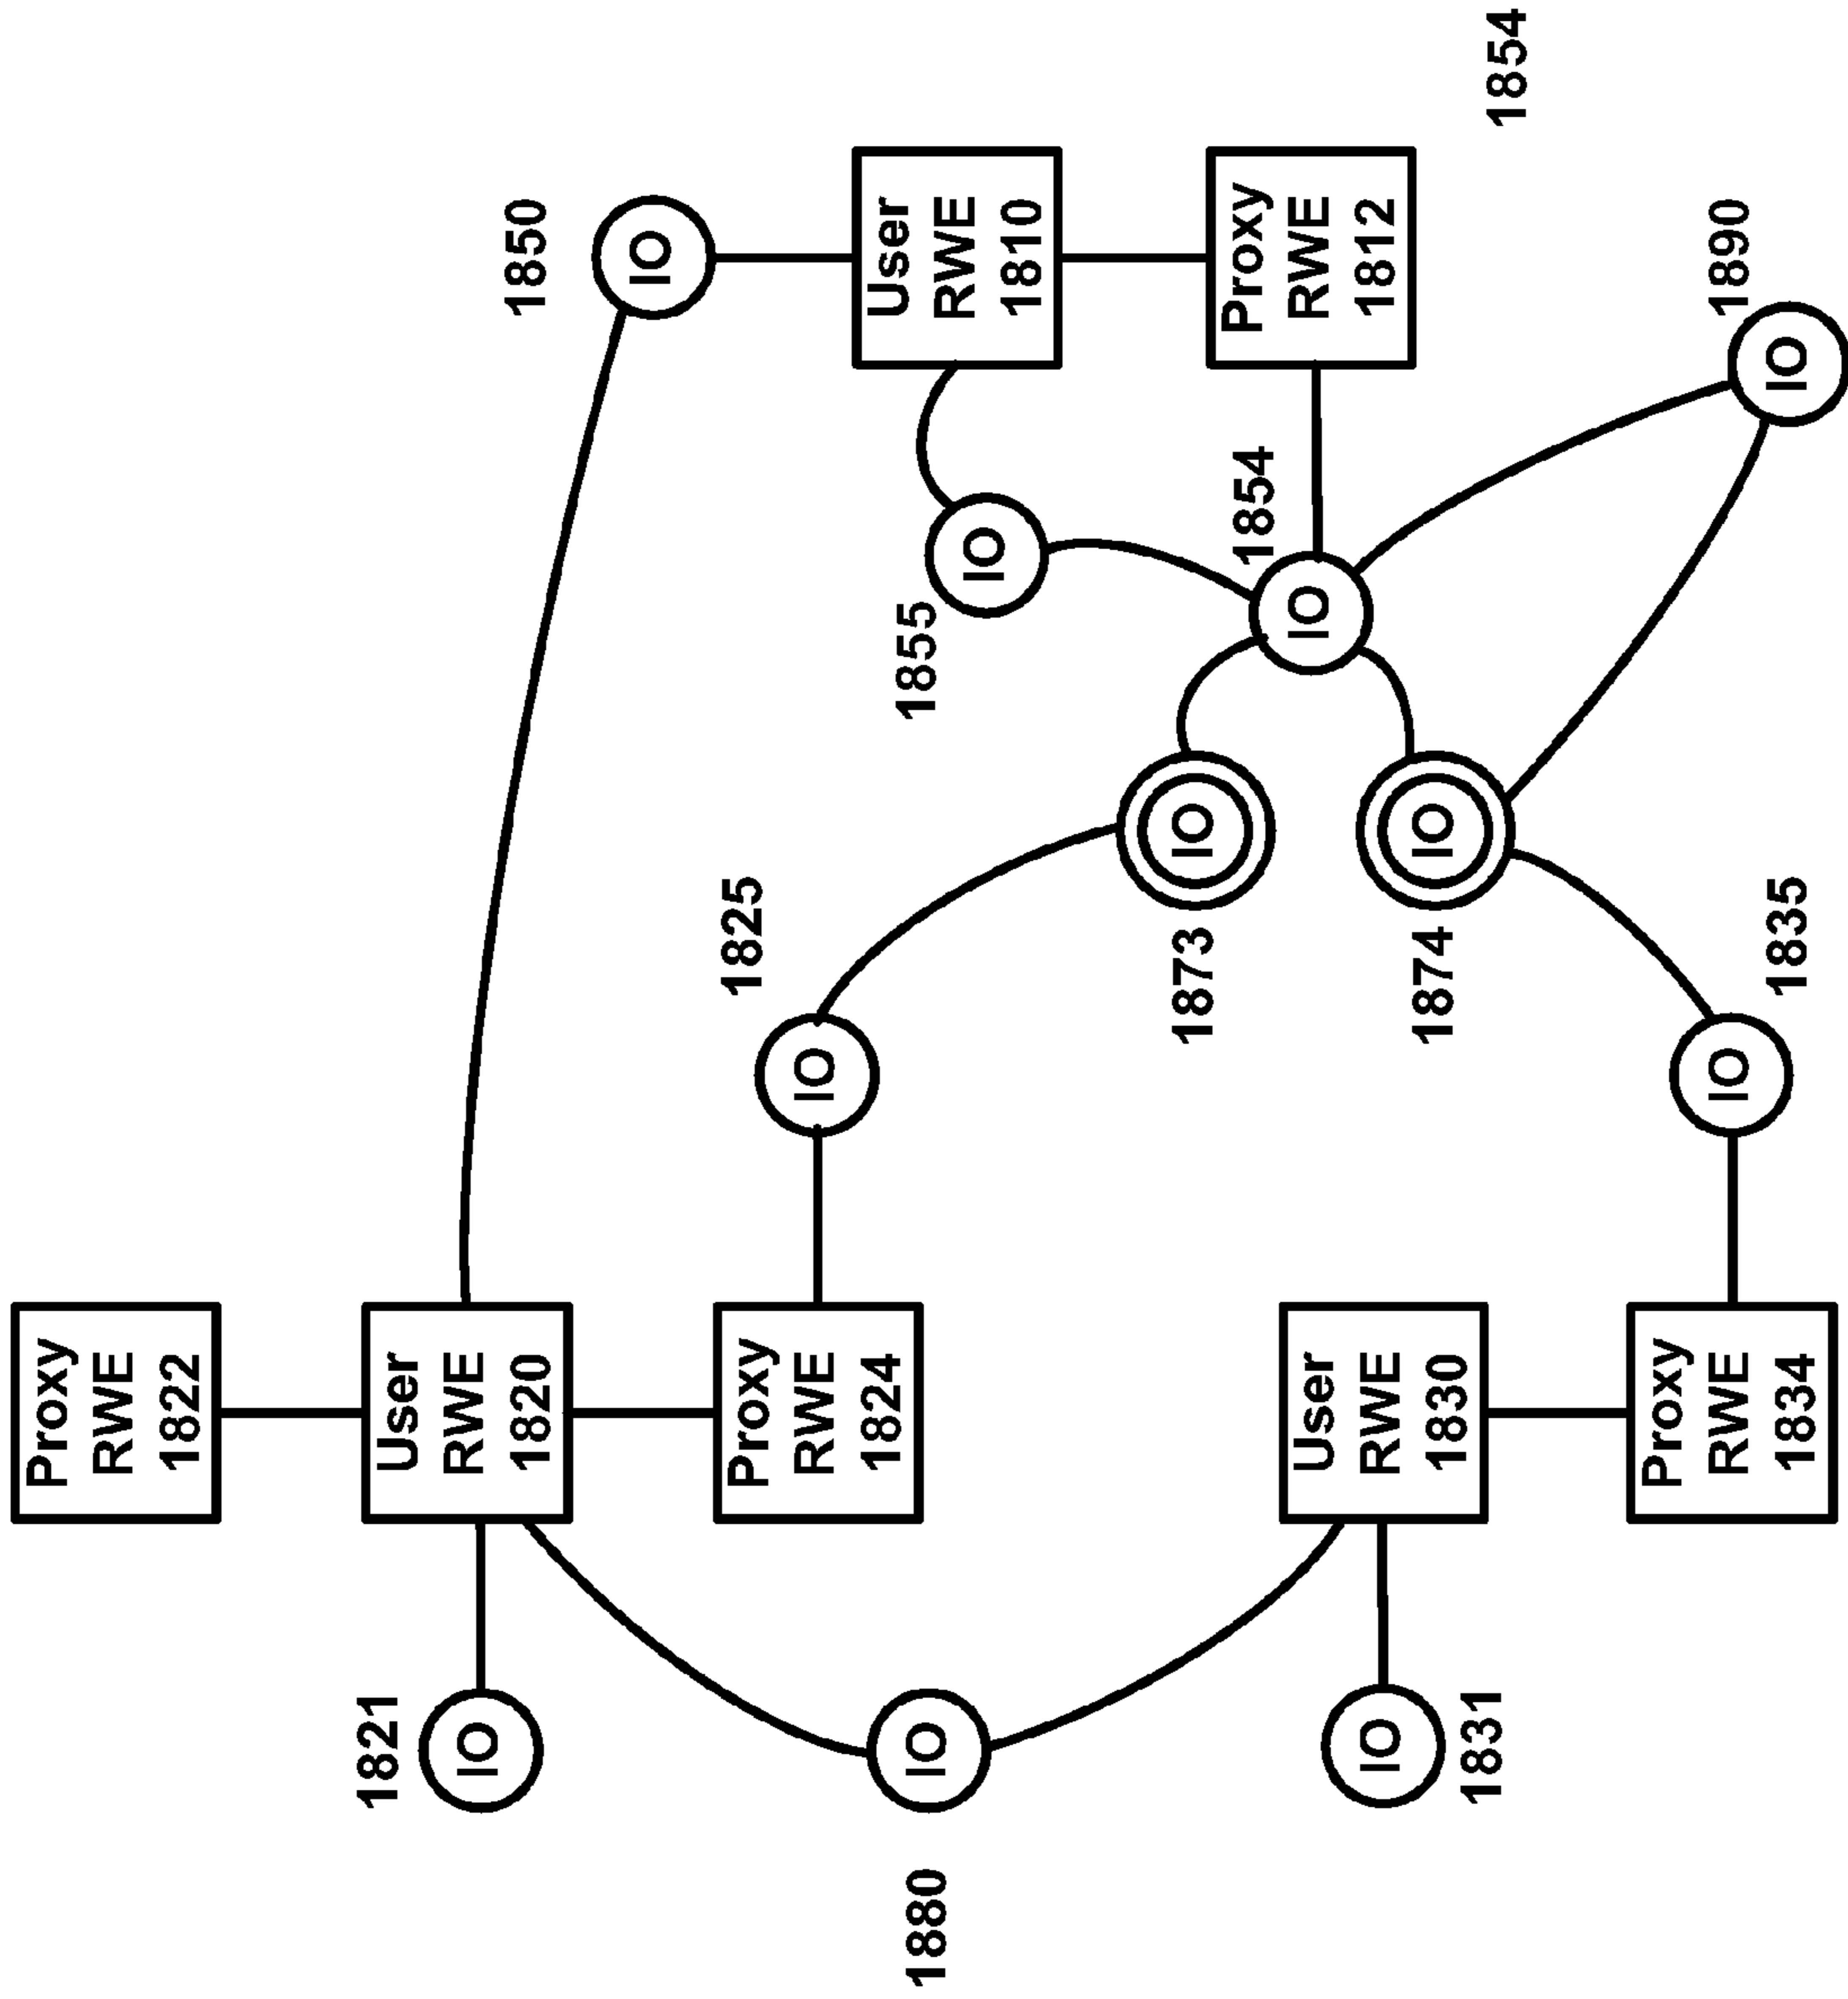 Proxy
RWE
1822
1821
IO
User
RWE
1820
1850
IO
1825
IO
Proxy
RWE
1824
User
RWE
1810
1855
IO
1880
IO
1873
IO
Proxy
RWE
1812
1854
IO
User
RWE
1830
IO
1831
1874
IO
1854
Proxy
RWE
1834
IO
1835
1890
IO